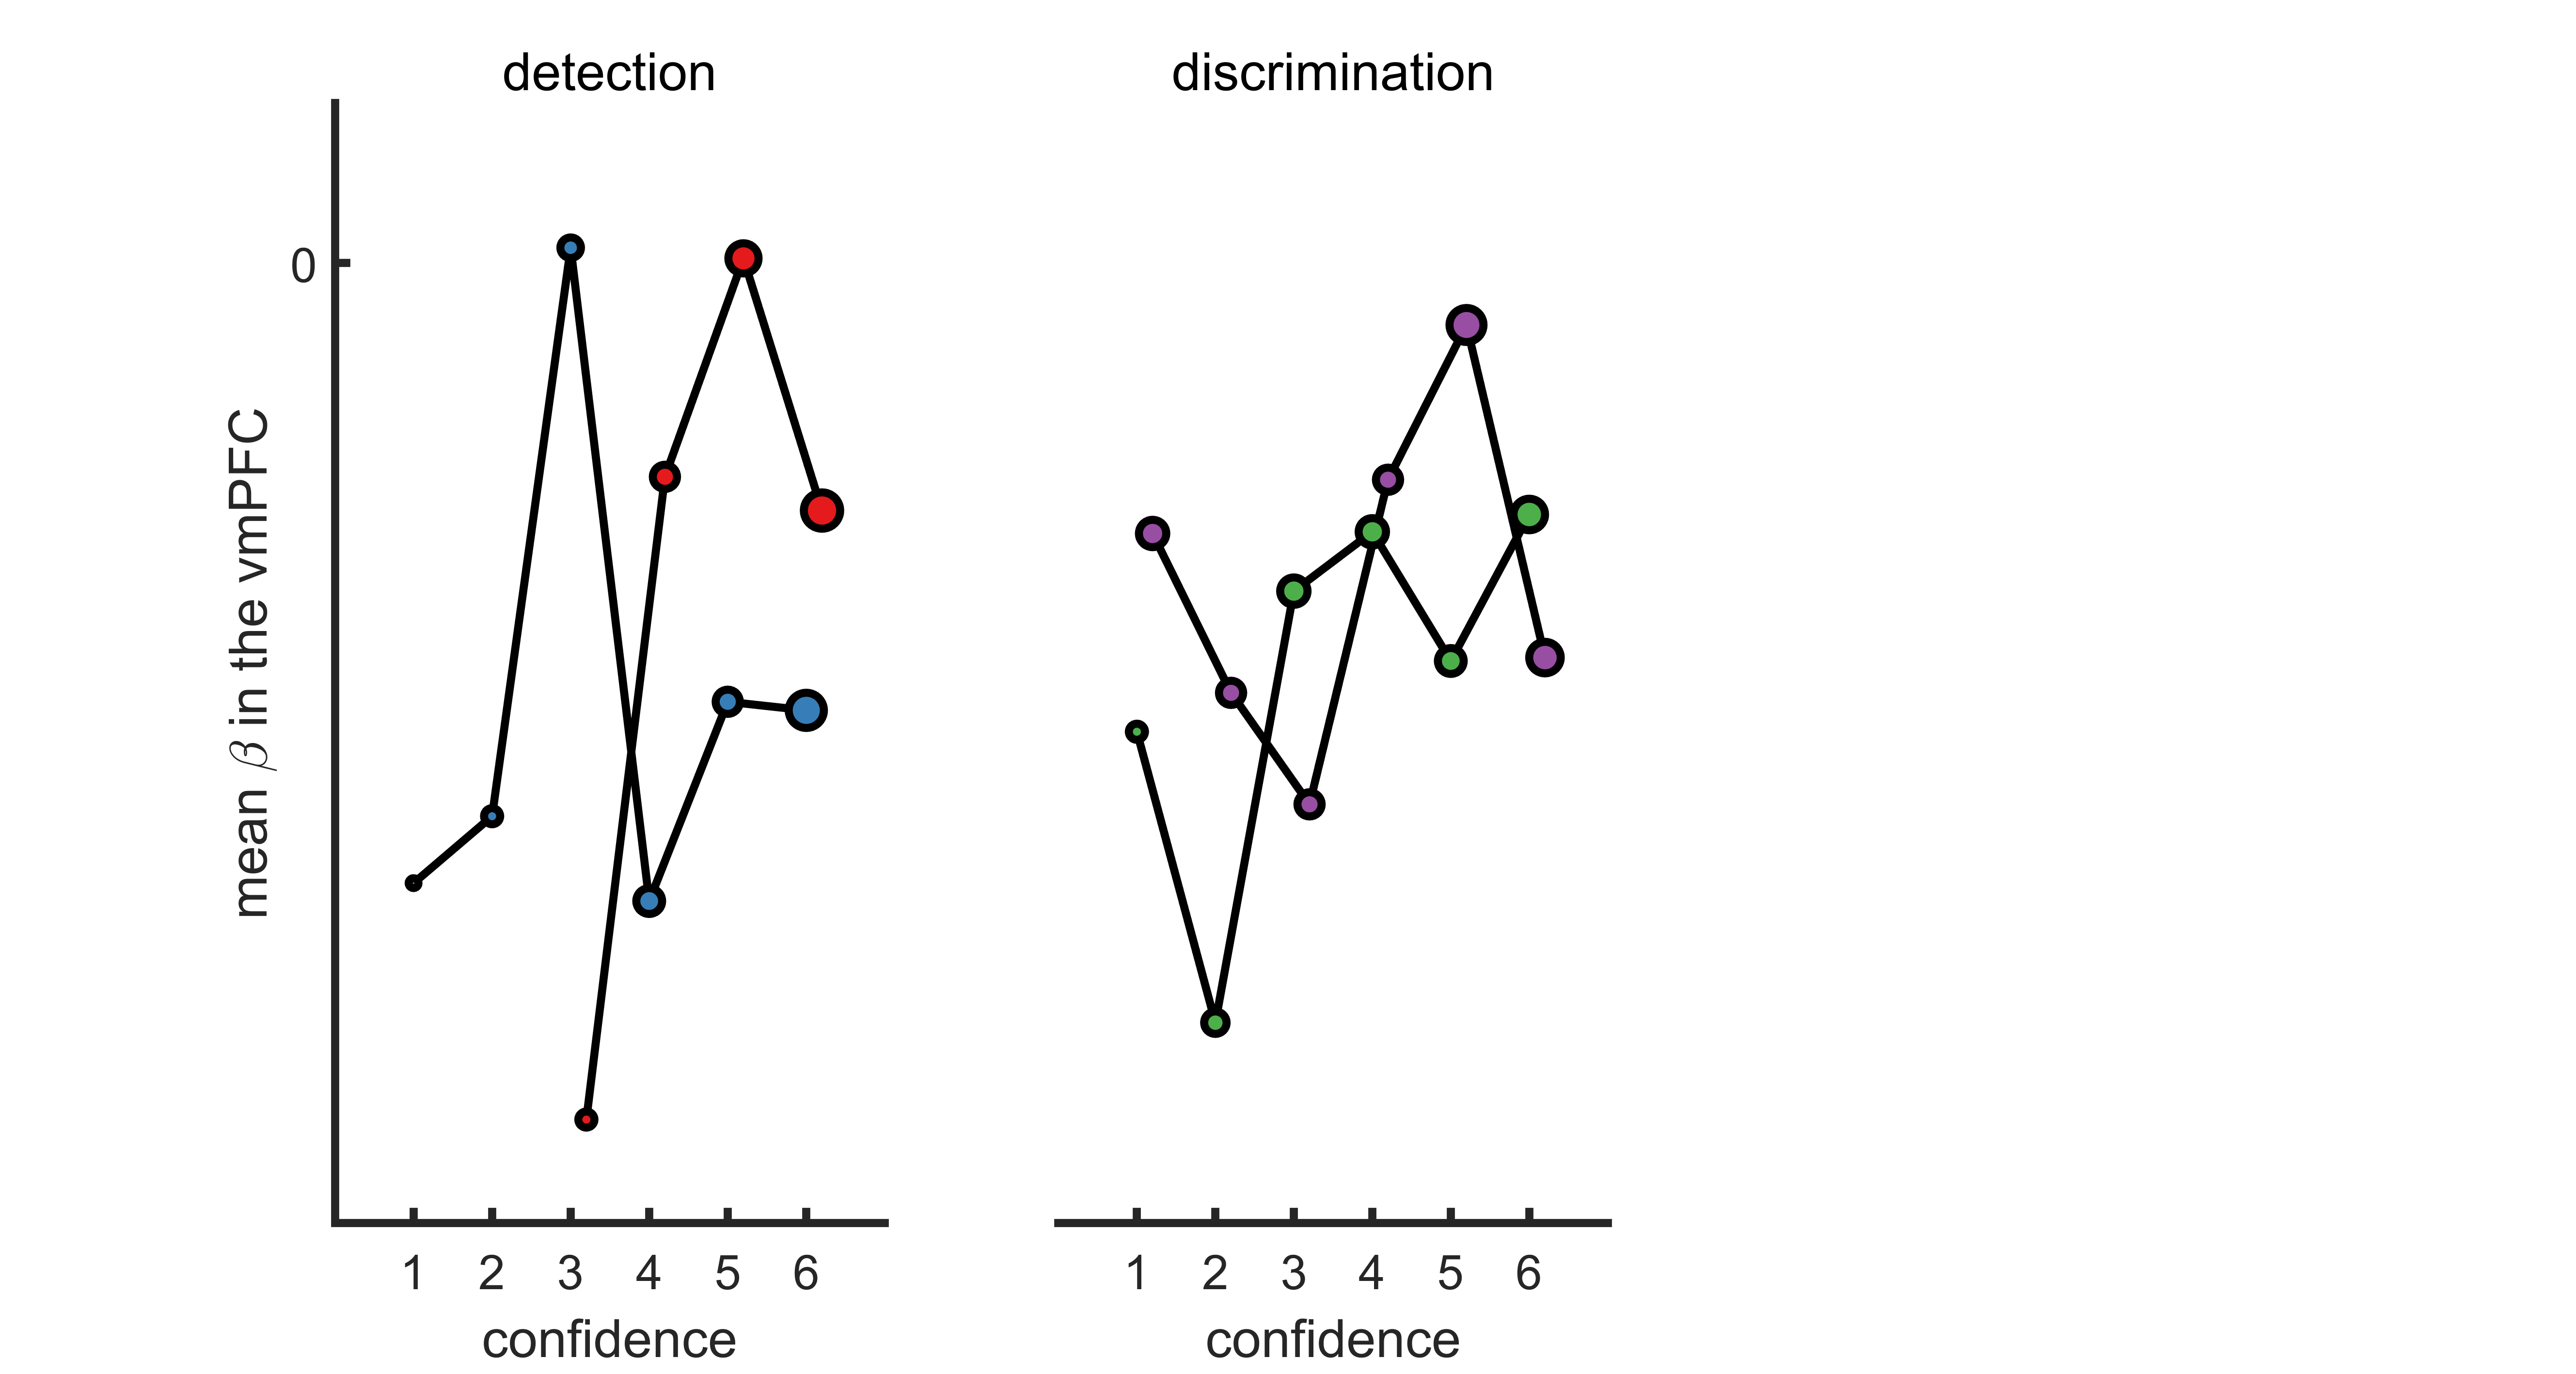 detection
discrimination
0
mean β in the vmPFC
1 2 3 4 5 6
1 2 3 4 5 6
confidence
confidence